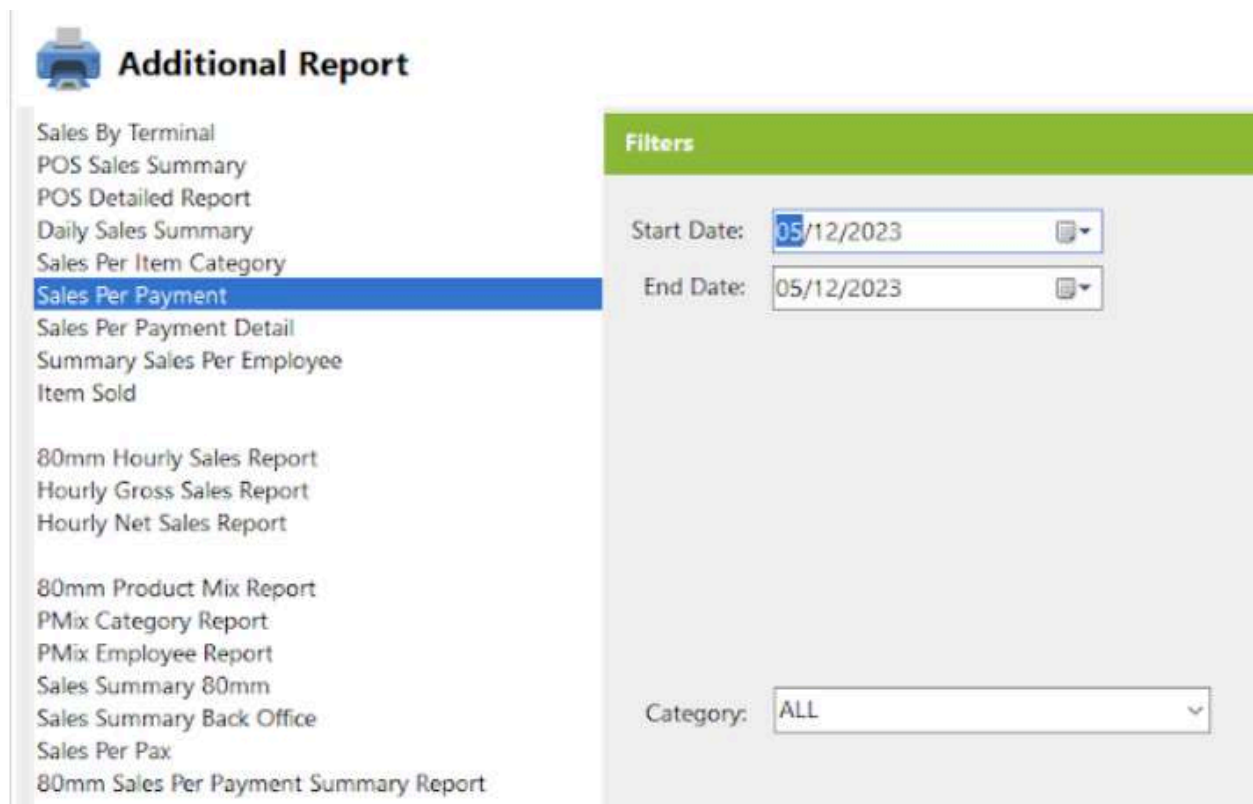 Additional Report
Sales By Terminal
POS Sales Summary
POS Detailed Report
Daily Sales Summary
Sales Per Item Category
Sales Per Payment
Sales Per Payment Detail
Summary Sales Per Employee
Item Sold
80mm Hourly Sales Report
Hourly Gross Sales Report
Hourly Net Sales Report
80mm Product Mix Report
PMix Category Report
PMix Employee Report
Sales Summary 80mm
Sales Summary Back Office
Sales Per Pax
80mm Sales Per Payment Summary Report
Filters
Start Date: 05/12/2023
End Date: 05/12/2023
Category: ALL